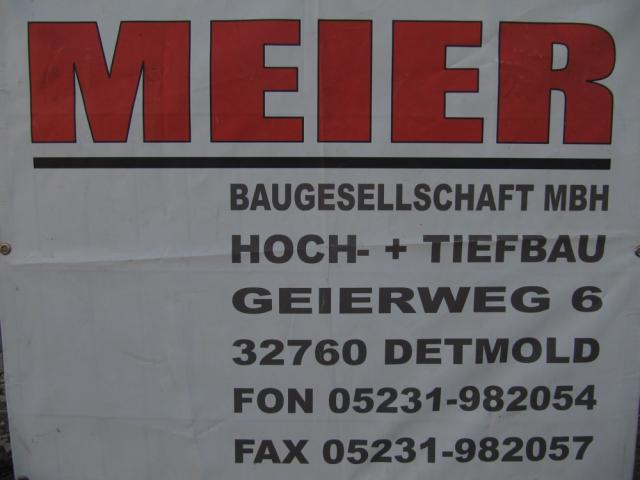 MEIER
BAUGESELLSCHAFT MBH
HOCH- + TIEFBAU
GEIERWEG 6
32760 DETMOLD
FON 05231-982054
FAX 05231-982057